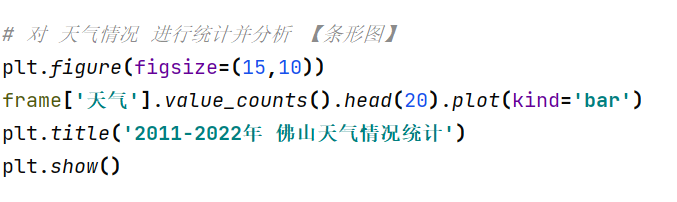 # 对 天气情况 进行统计并分析 【条形图】
plt.figure(figsize=(15,10))
frame['天气'].value_counts().head(20).plot(kind='bar')
plt.title('2011-2022年 佛山天气情况统计')
plt.show()